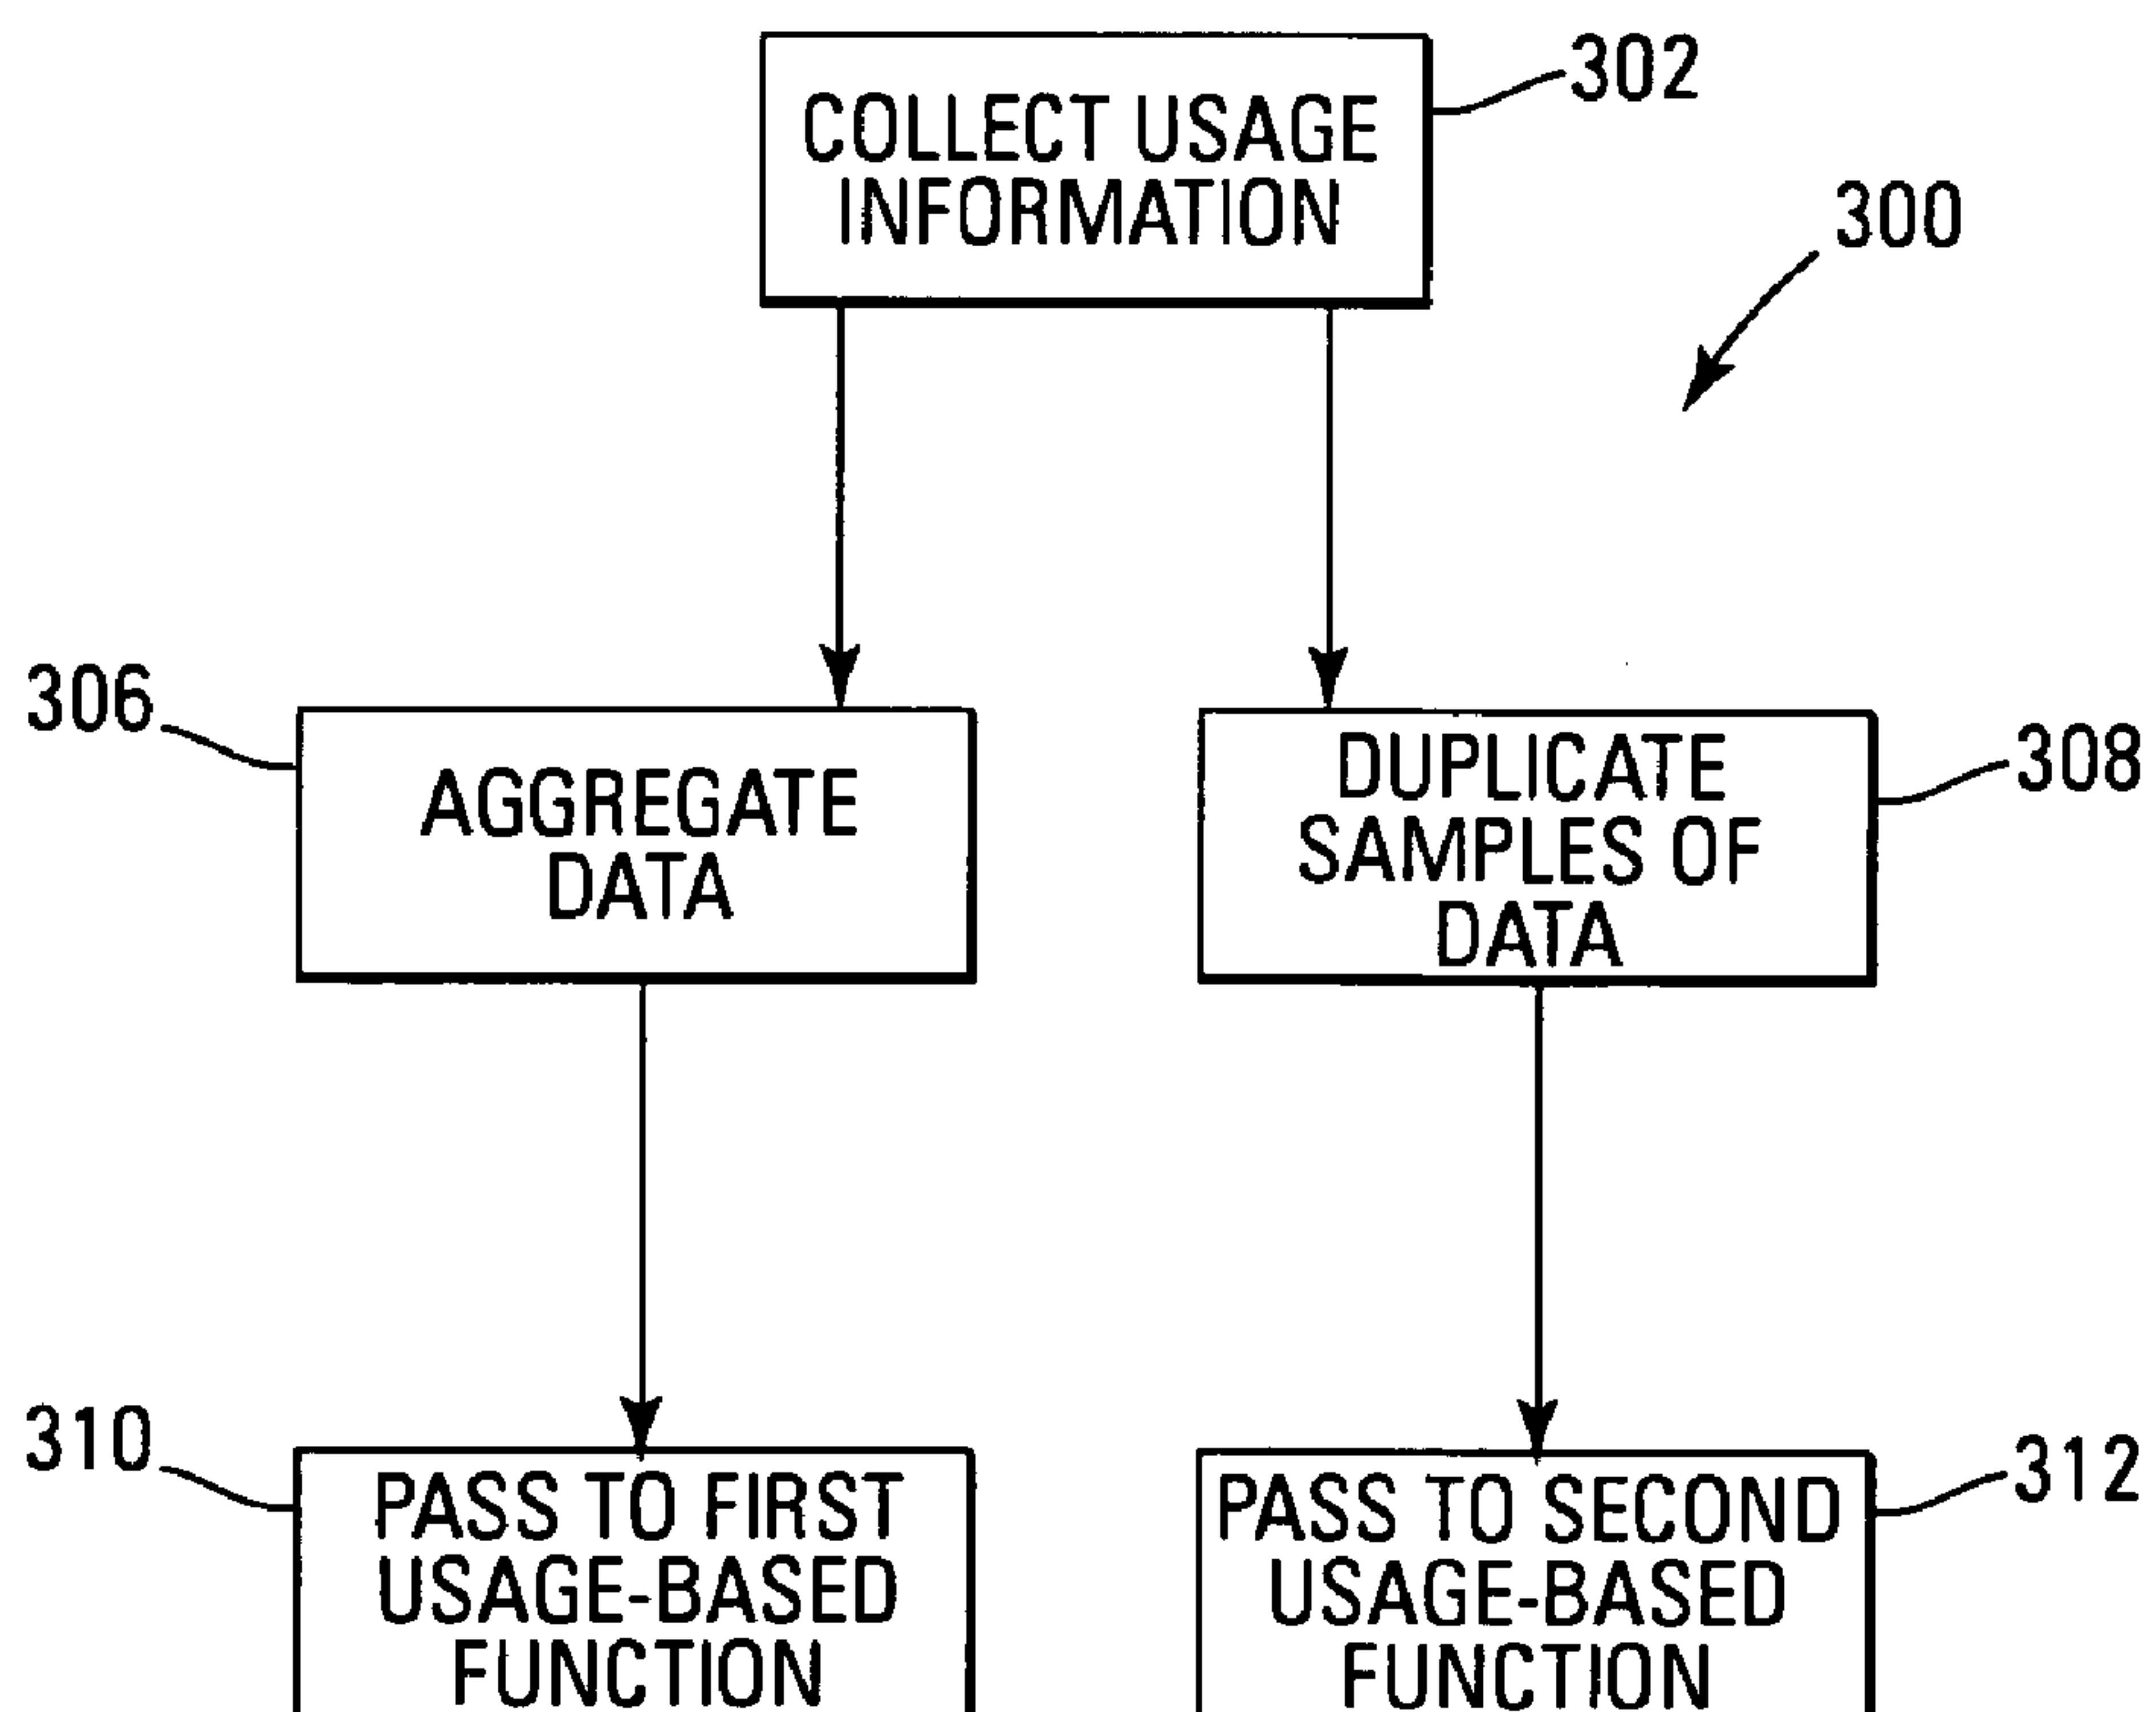 COLLECT USAGE
INFORMATION
302
300
306
AGGREGATE
DATA
DUPLICATE
SAMPLES OF
DATA
308
310
PASS TO FIRST
USAGE-BASED
FUNCTION
PASS TO SECOND
USAGE-BASED
FUNCTION
312